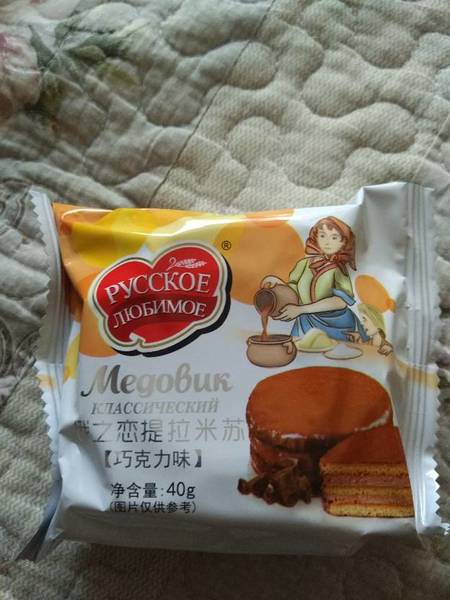 РУССКОЕ
ЛЮБИМОЕ
®
Медовик
КЛАССИЧЕСКИЙ
之恋提拉米苏
【巧克力味】
净含量:40g
(图片仅供参考)